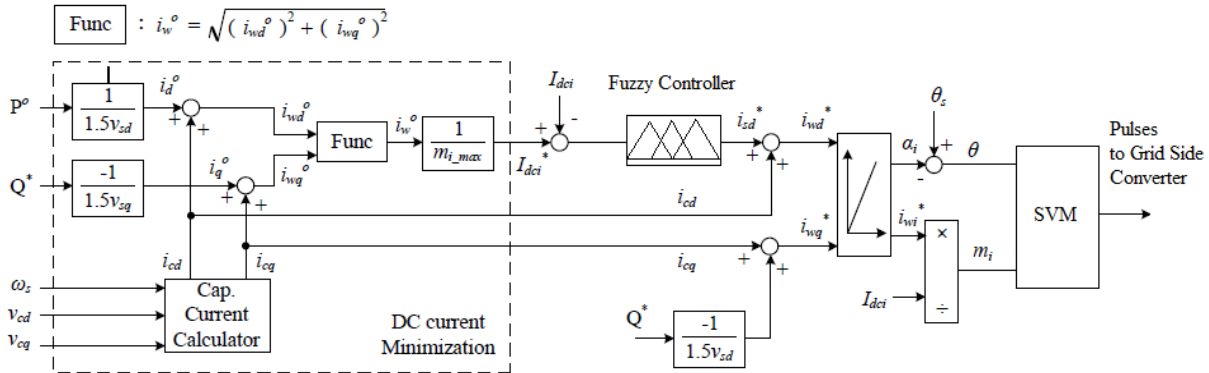 Func : i_w^o = √((i_wd^o)^2 + (i_wq^o)^2)
P^o
1
1.5v_sd
i_d^o
+
+
i_wd^o
Func
i_w^o
1
m_i_max
I_dci
+
-
I_dci^*
Fuzzy Controller
i_sd^*
+
+
i_wd^*
θ_s
α_i
+
-
θ
Pulses
to Grid Side
Converter
Q^*
-1
1.5v_sq
i_q^o
+
+
i_wq^o
i_cd
i_wq^*
i_wi^*
SVM
×
÷
m_i
I_dci
i_cd
i_cq
i_cq
+
+
ω_s
v_cd
v_cq
Cap.
Current
Calculator
DC current
Minimization
Q^*
-1
1.5v_sd